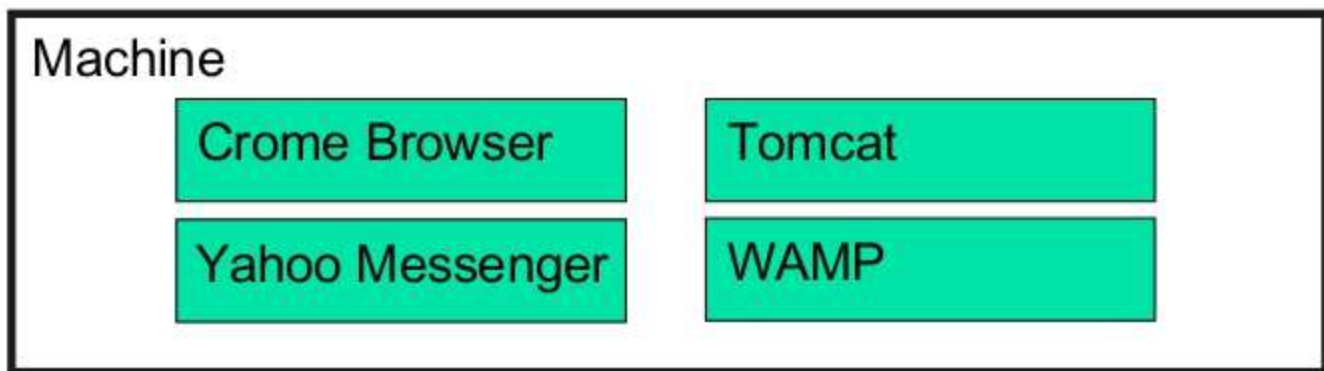 Machine
Crome Browser
Tomcat
Yahoo Messenger
WAMP